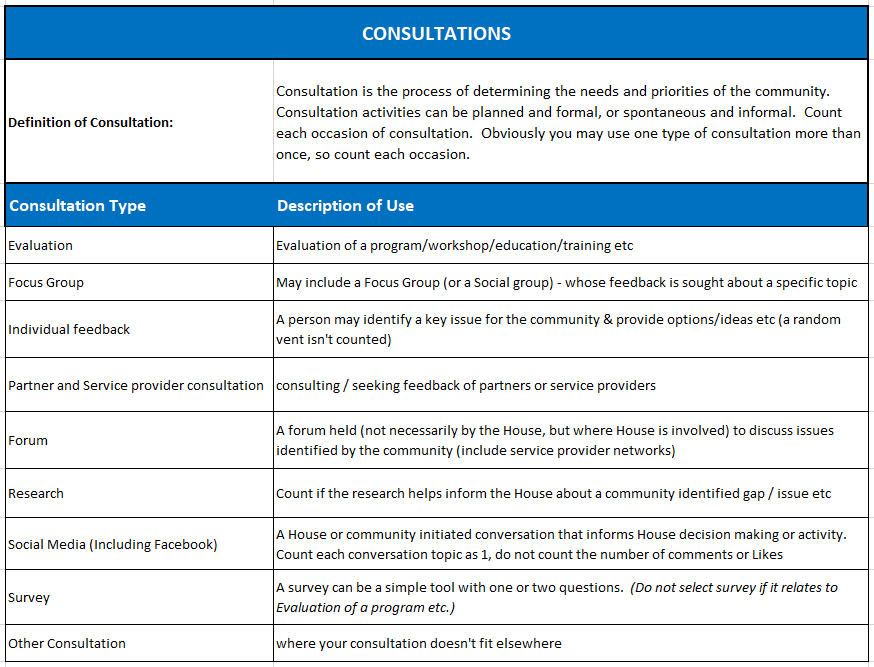 CONSULTATIONS
Definition of Consultation:
Consultation is the process of determining the needs and priorities of the community.
Consultation activities can be planned and formal, or spontaneous and informal.  Count
each occasion of consultation.  Obviously you may use one type of consultation more than
once, so count each occasion.
Consultation Type
Description of Use
Evaluation
Evaluation of a program/workshop/education/training etc
Focus Group
May include a Focus Group (or a Social group) - whose feedback is sought about a specific topic
Individual feedback
A person may identify a key issue for the community & provide options/ideas etc (a random
vent isn't counted)
Partner and Service provider consultation
consulting / seeking feedback of partners or service providers
Forum
A forum held (not necessarily by the House, but where House is involved) to discuss issues
identified by the community (include service provider networks)
Research
Count if the research helps inform the House about a community identified gap / issue etc
Social Media (Including Facebook)
A House or community initiated conversation that informs House decision making or activity.
Count each conversation topic as 1, do not count the number of comments or Likes
Survey
A survey can be a simple tool with one or two questions.  (Do not select survey if it relates to
Evaluation of a program etc.)
Other Consultation
where your consultation doesn't fit elsewhere